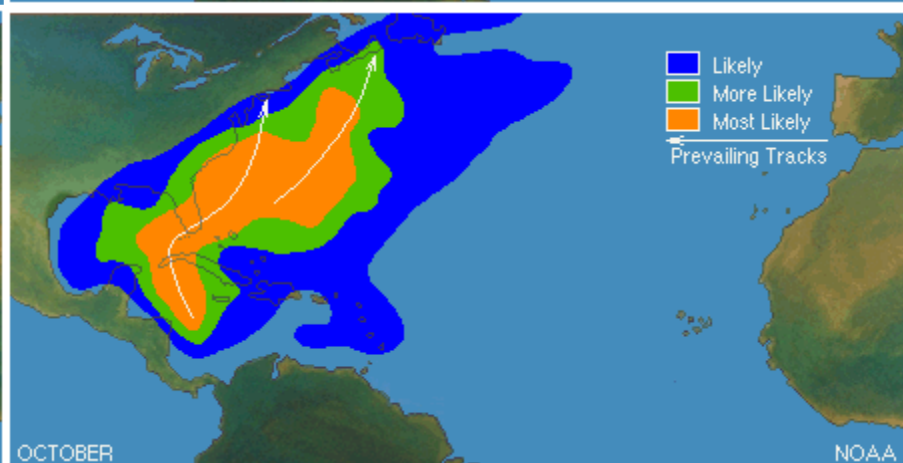 Likely
More Likely
Most Likely
Prevailing Tracks
OCTOBER
NOAA